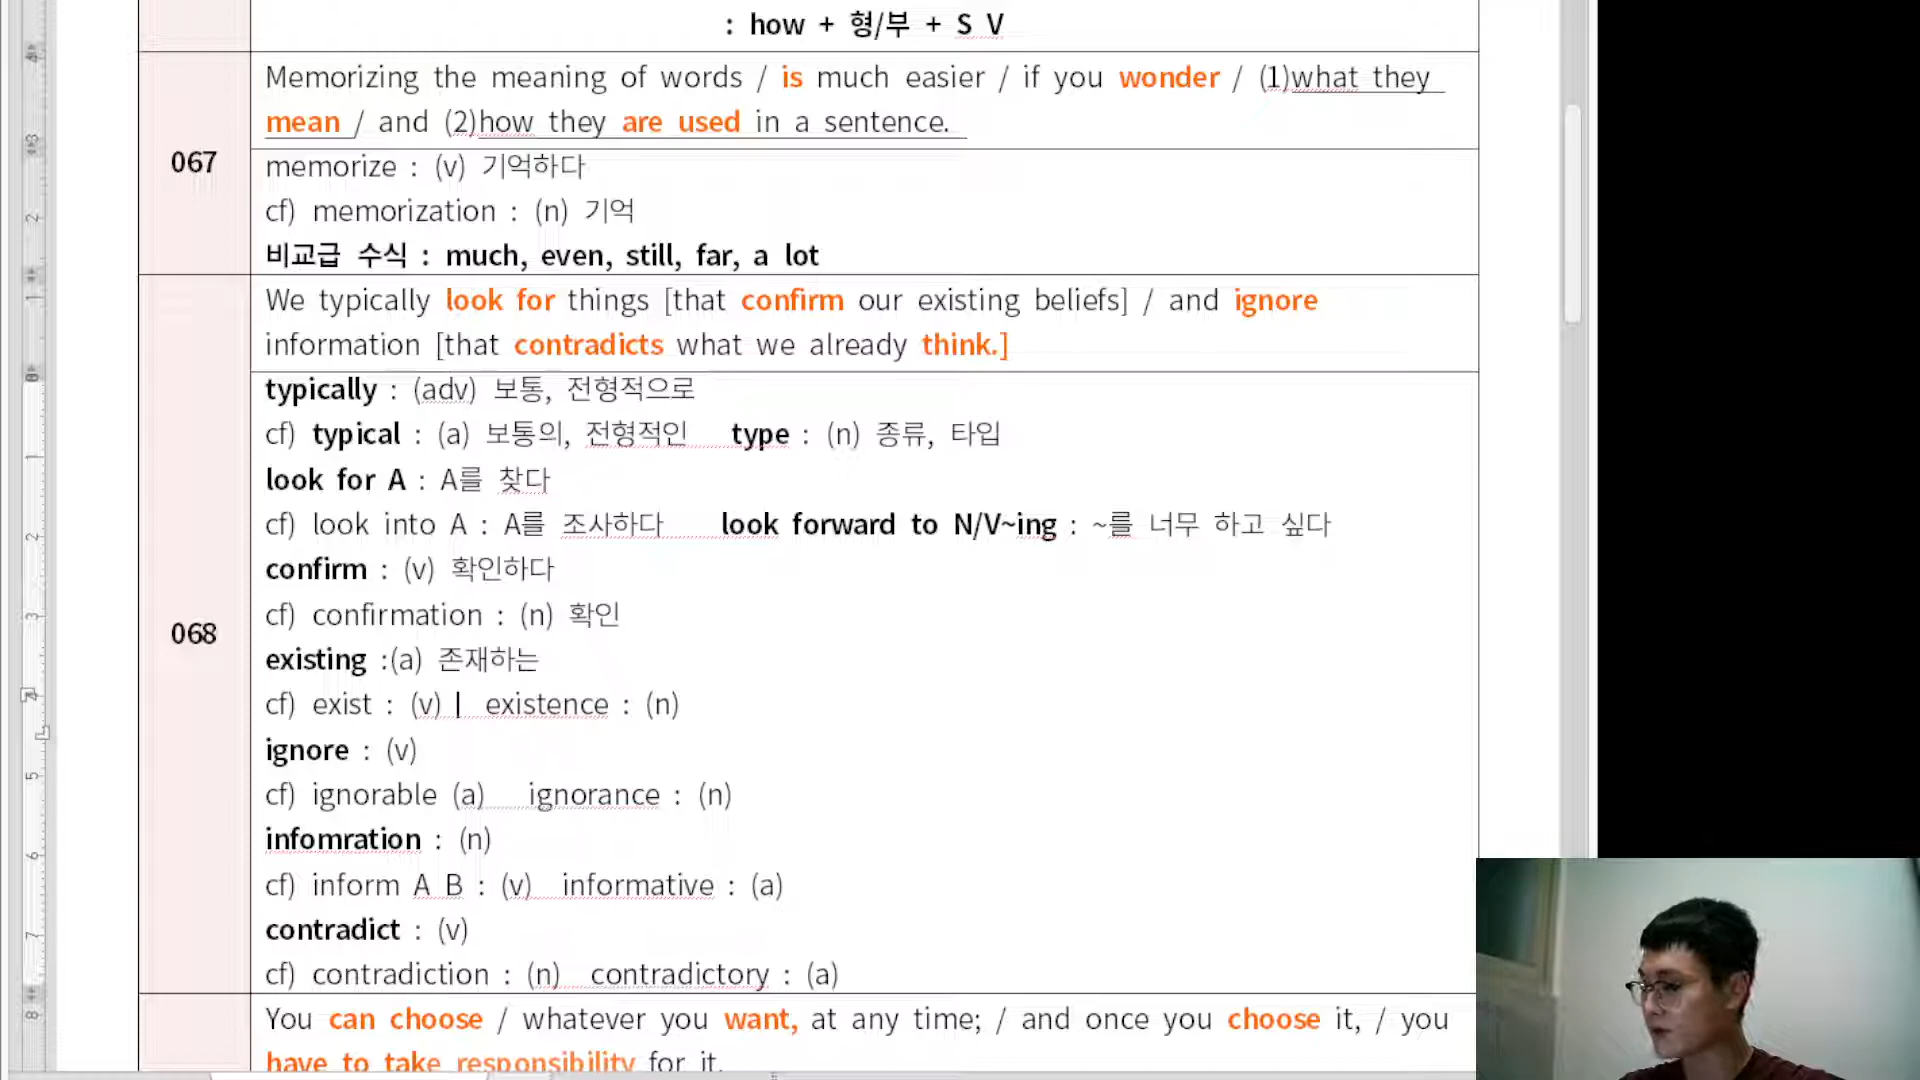 : how + 형/부 + S V
Memorizing the meaning of words / is much easier / if you wonder / (1)what they
mean / and (2)how they are used in a sentence.
067
memorize : (v) 기억하다
cf) memorization : (n) 기억
비교급 수식 : much, even, still, far, a lot
We typically look for things [that confirm our existing beliefs] / and ignore
information [that contradicts what we already think.]
typically : (adv) 보통, 전형적으로
cf) typical : (a) 보통의, 전형적인 type : (n) 종류, 타입
look for A : A를 찾다
cf) look into A : A를 조사하다 look forward to N/V~ing : ~를 너무 하고 싶다
confirm : (v) 확인하다
cf) confirmation : (n) 확인
068
existing :(a) 존재하는
cf) exist : (v) existence : (n)
ignore : (v)
cf) ignorable (a) ignorance : (n)
infomration : (n)
cf) inform A B : (v) informative : (a)
contradict : (v)
cf) contradiction : (n) contradictory : (a)
You can choose / whatever you want, at any time; / and once you choose it, / you
have to take responsibility for it.